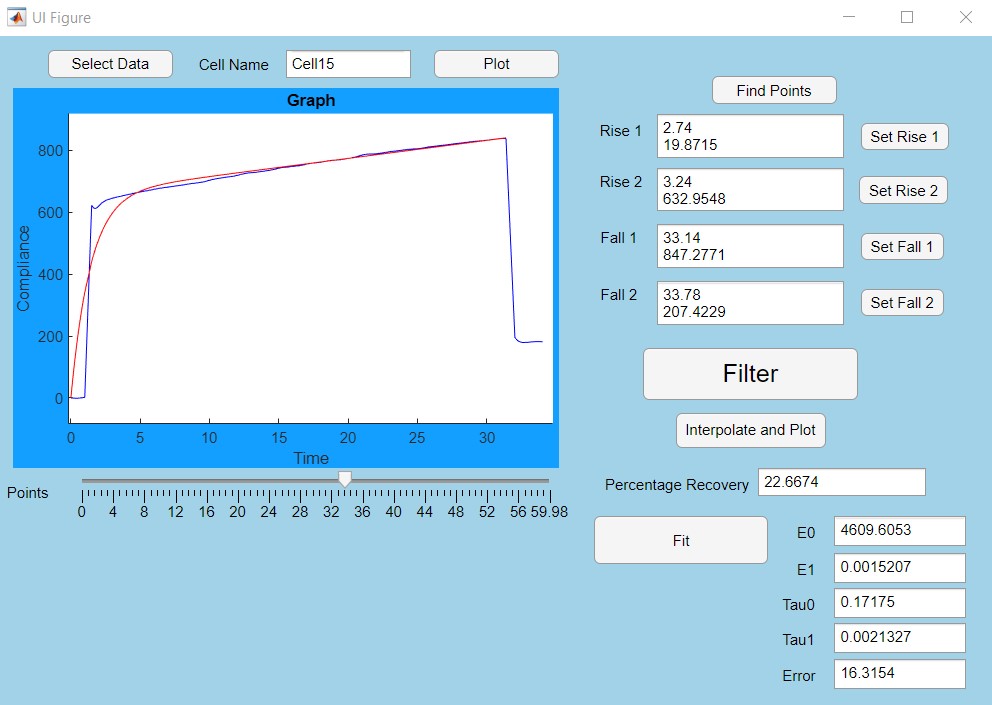 UI Figure
Select Data
Cell Name
Cell15
Plot
Graph
Compliance
800
600
400
200
0
0 5 10 15 20 25 30
Time
Points
0 4 8 12 16 20 24 28 32 36 40 44 48 52 56 59.98
Find Points
Rise 1
2.74
19.8715
Set Rise 1
Rise 2
3.24
632.9548
Set Rise 2
Fall 1
33.14
847.2771
Set Fall 1
Fall 2
33.78
207.4229
Set Fall 2
Filter
Interpolate and Plot
Percentage Recovery
22.6674
Fit
E0
4609.6053
E1
0.0015207
Tau0
0.17175
Tau1
0.0021327
Error
16.3154